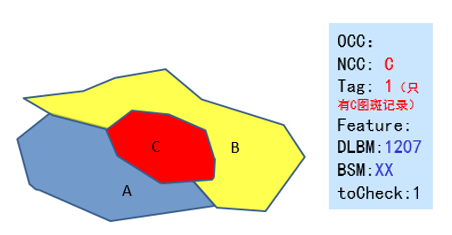 A
C
B
OCC:
NCC: C
Tag: 1（只
有C图斑记录）
Feature:
DLBM:1207
BSM:XX
toCheck:1